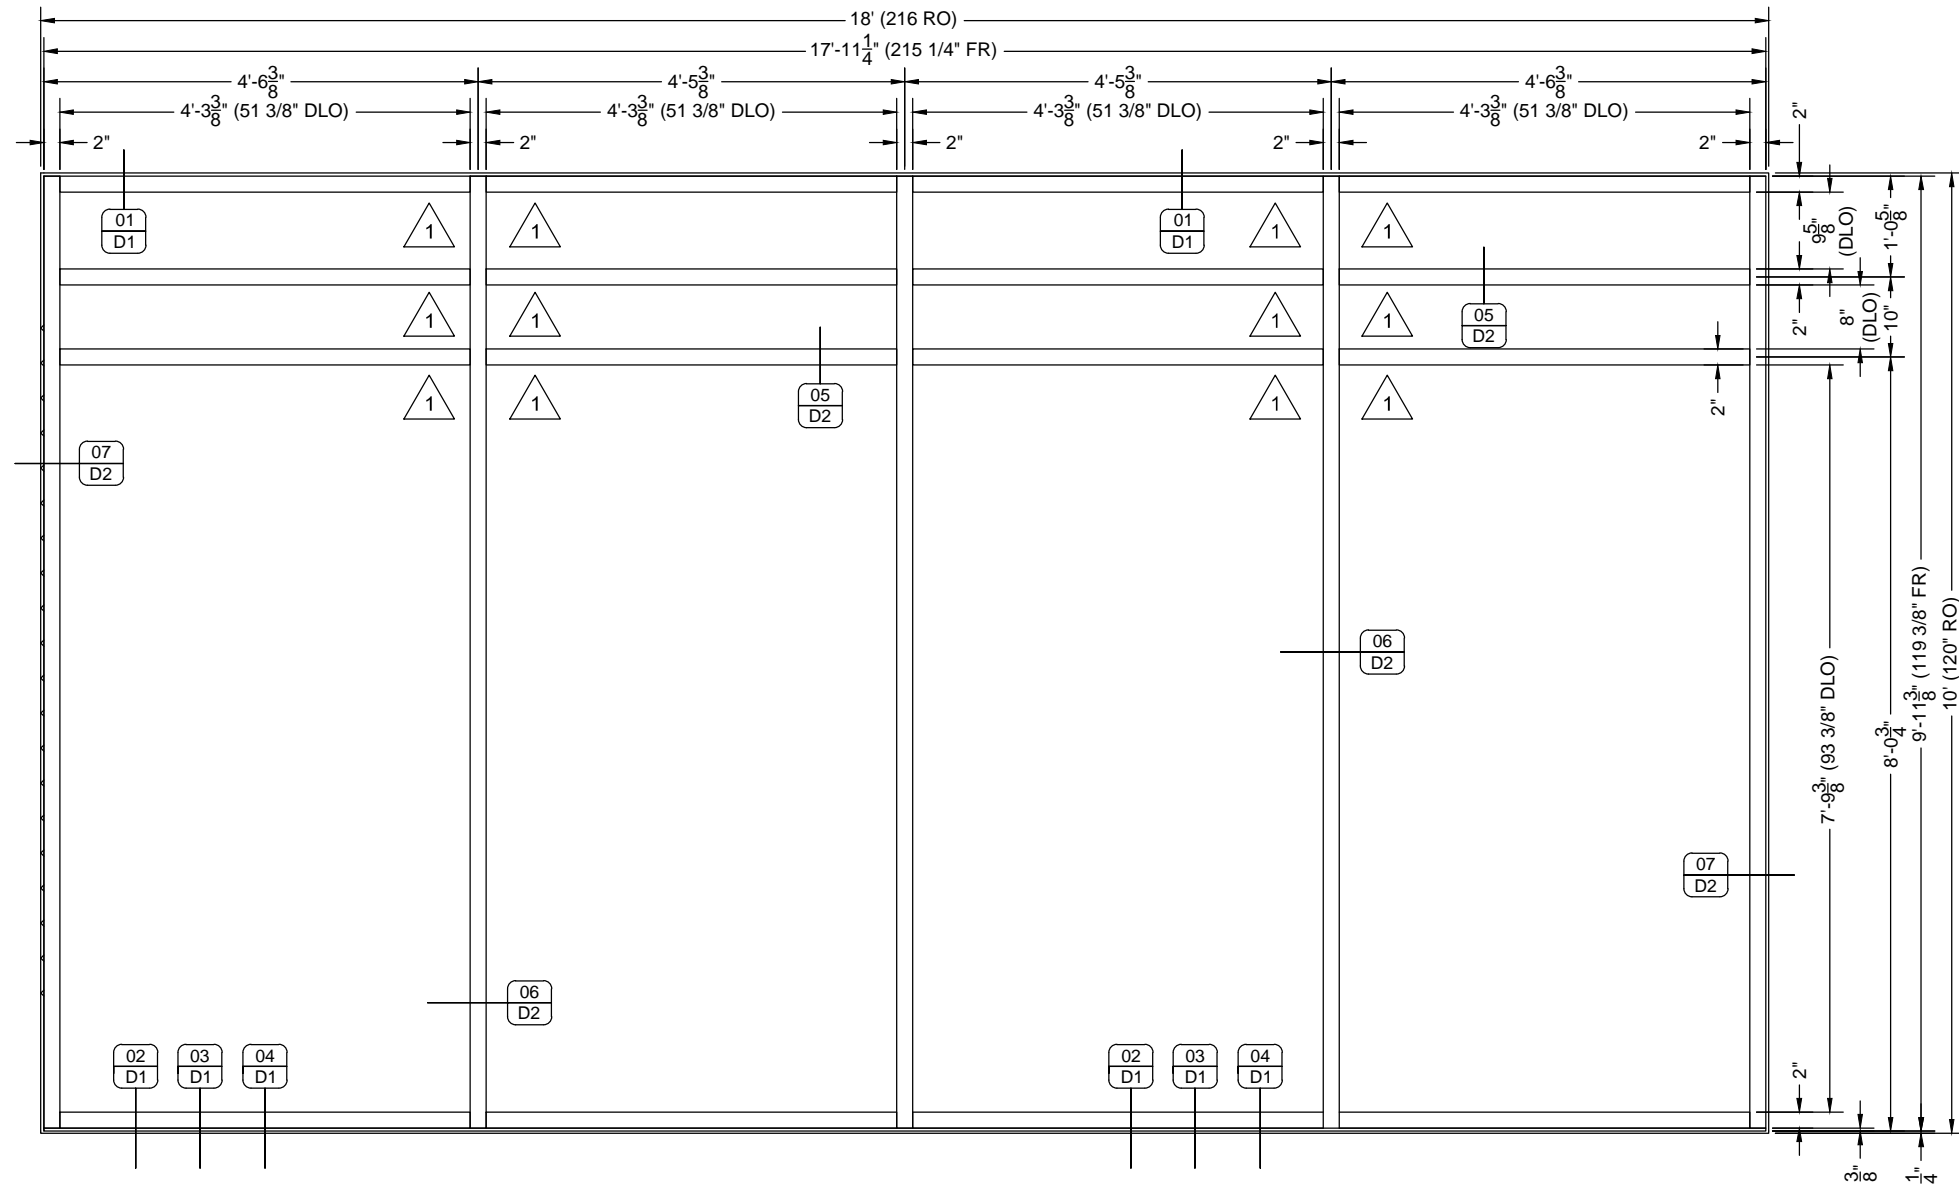 18' (216 RO)
17'-11 1/4" (215 1/4" FR)
4'-6 3/8" 4'-5 3/8" 4'-5 3/8" 4'-6 3/8"
4'-3 3/8" (51 3/8" DLO) 4'-3 3/8" (51 3/8" DLO) 4'-3 3/8" (51 3/8" DLO) 4'-3 3/8" (51 3/8" DLO)
2" 2" 2" 2" 2"
2"
01
D1
1 1
01
D1
1 1
9 5/8"
(DLO)
1'-0 5/8"
1 1 1 1
05
D2
2"
8"
(DLO)
10"
05
D2
1 1 1 1
2"
07
D2
06
D2
7'-9 3/8" (93 3/8" DLO)
8'-0 3/4"
9'-11 3/8" (119 3/8" FR)
10' (120" RO)
07
D2
06
D2
02
D1
03
D1
04
D1
02
D1
03
D1
04
D1
2"
3/8"
1/4"